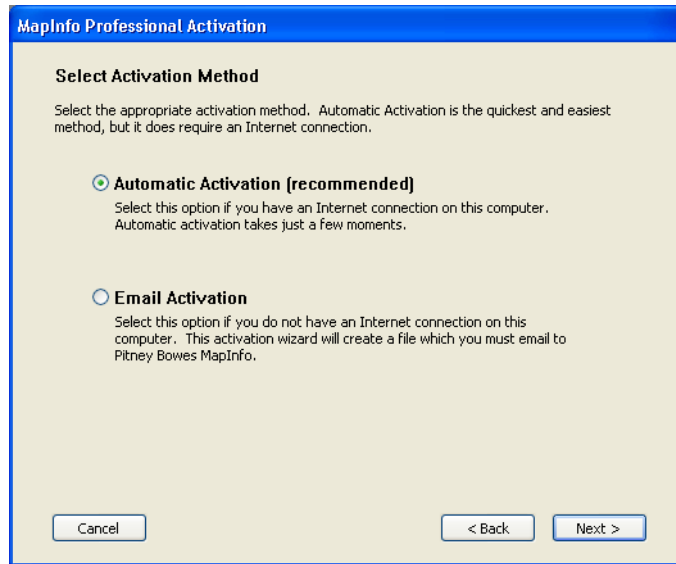 MapInfo Professional Activation
Select Activation Method
Select the appropriate activation method.  Automatic Activation is the quickest and easiest
method, but it does require an Internet connection.
Automatic Activation (recommended)
Select this option if you have an Internet connection on this computer.
Automatic activation takes just a few moments.
Email Activation
Select this option if you do not have an Internet connection on this
computer.  This activation wizard will create a file which you must email to
Pitney Bowes MapInfo.
Cancel
< Back
Next >